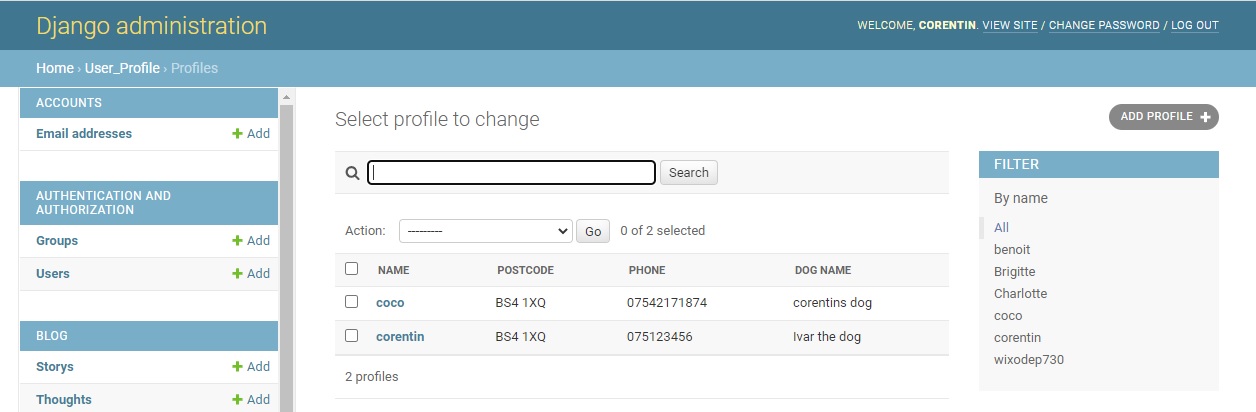 Django administration
WELCOME, CORENTIN. VIEW SITE / CHANGE PASSWORD / LOG OUT
Home › User_Profile › Profiles
ACCOUNTS
Email addresses + Add
AUTHENTICATION AND
AUTHORIZATION
Groups + Add
Users + Add
BLOG
Storys + Add
Thoughts + Add
Select profile to change
ADD PROFILE +
Search
Action: --------- Go 0 of 2 selected
NAME POSTCODE PHONE DOG NAME
coco BS4 1XQ 07542171874 corentins dog
corentin BS4 1XQ 075123456 Ivar the dog
2 profiles
FILTER
By name
All
benoit
Brigitte
Charlotte
coco
corentin
wixodep730